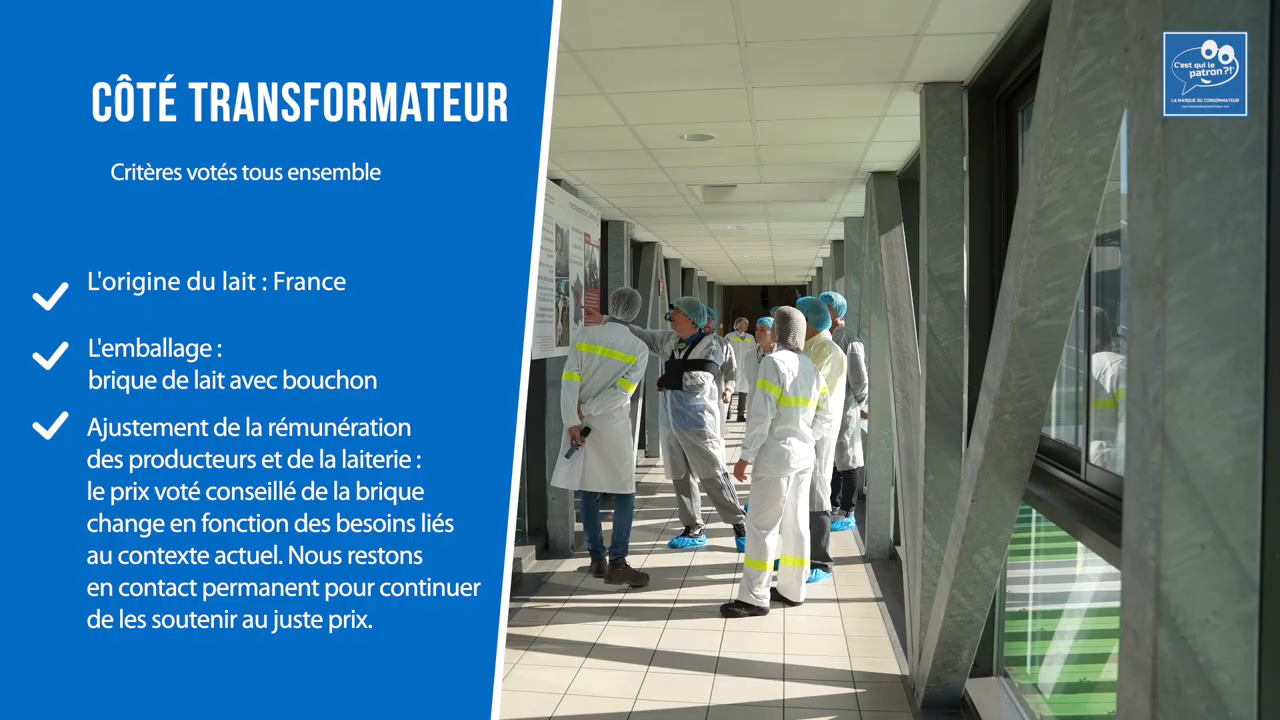 CÔTÉ TRANSFORMATEUR
Critères votés tous ensemble
L'origine du lait : France
L'emballage :
brique de lait avec bouchon
Ajustement de la rémunération
des producteurs et de la laiterie :
le prix voté conseillé de la brique
change en fonction des besoins liés
au contexte actuel. Nous restons
en contact permanent pour continuer
de les soutenir au juste prix.
C'est qui le
patron ?!
LA MARQUE DU CONSOMMATEUR